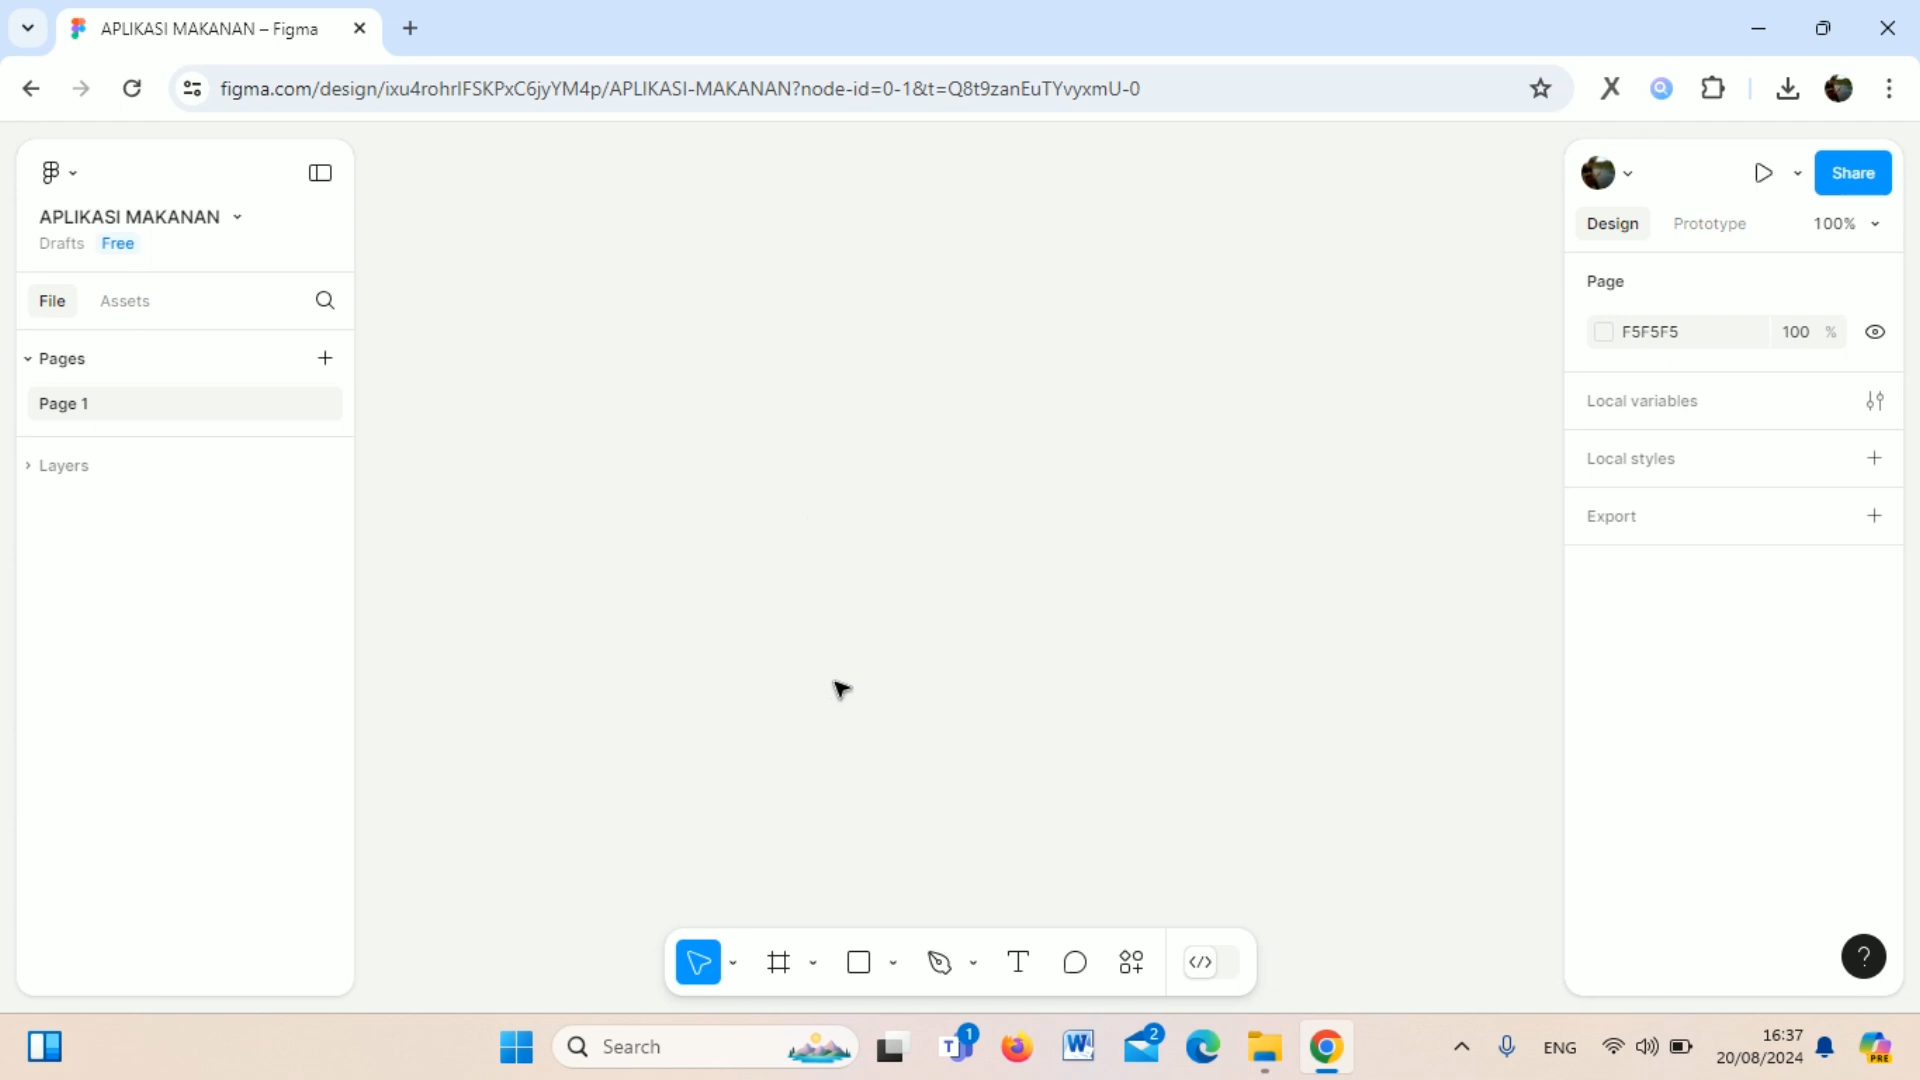 APLIKASI MAKANAN – Figma
figma.com/design/ixu4rohrlFSKPxC6jyYM4p/APLIKASI-MAKANAN?node-id=0-1&t=Q8t9zanEuTYvyxmU-0
APLIKASI MAKANAN
Drafts Free
File Assets
Pages
Page 1
Layers
Share
Design Prototype 100%
Page
F5F5F5 100 %
Local variables
Local styles
Export
?
Search
1
2
ENG
16:37
20/08/2024
PRE